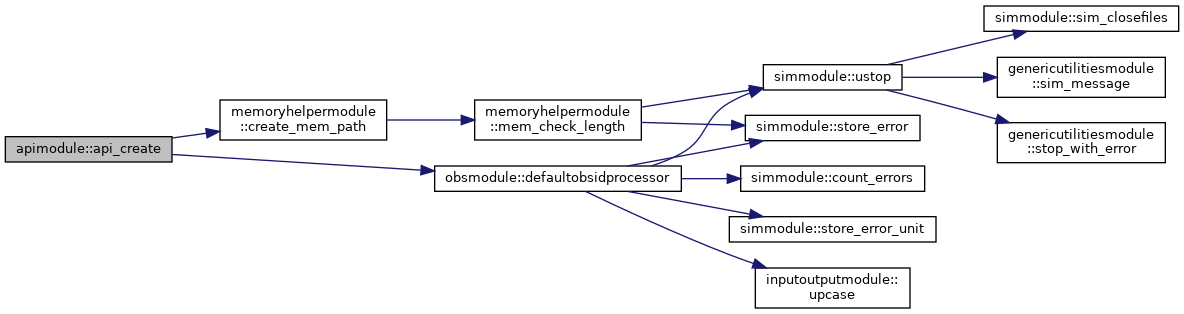 apimodule::api_create
memoryhelpermodule
::create_mem_path
memoryhelpermodule
::mem_check_length
obsmodule::defaultobsidprocessor
simmodule::ustop
simmodule::store_error
simmodule::count_errors
simmodule::store_error_unit
inputoutputmodule::
upcase
simmodule::sim_closefiles
genericutilitiesmodule
::sim_message
genericutilitiesmodule
::stop_with_error